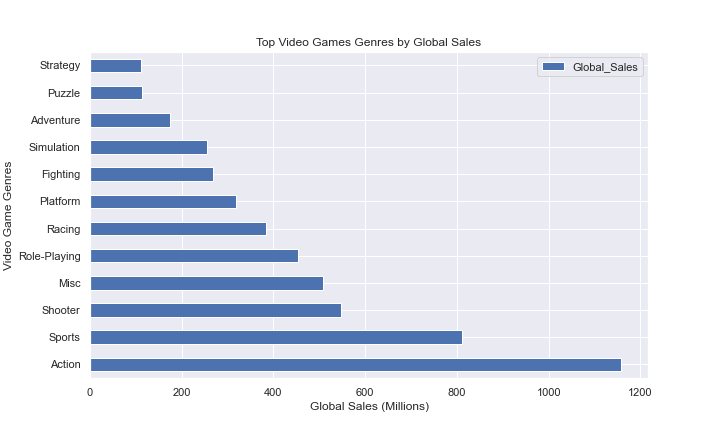 Top Video Games Genres by Global Sales
Global_Sales
Video Game Genres
Strategy
Puzzle
Adventure
Simulation
Fighting
Platform
Racing
Role-Playing
Misc
Shooter
Sports
Action
0 200 400 600 800 1000 1200
Global Sales (Millions)